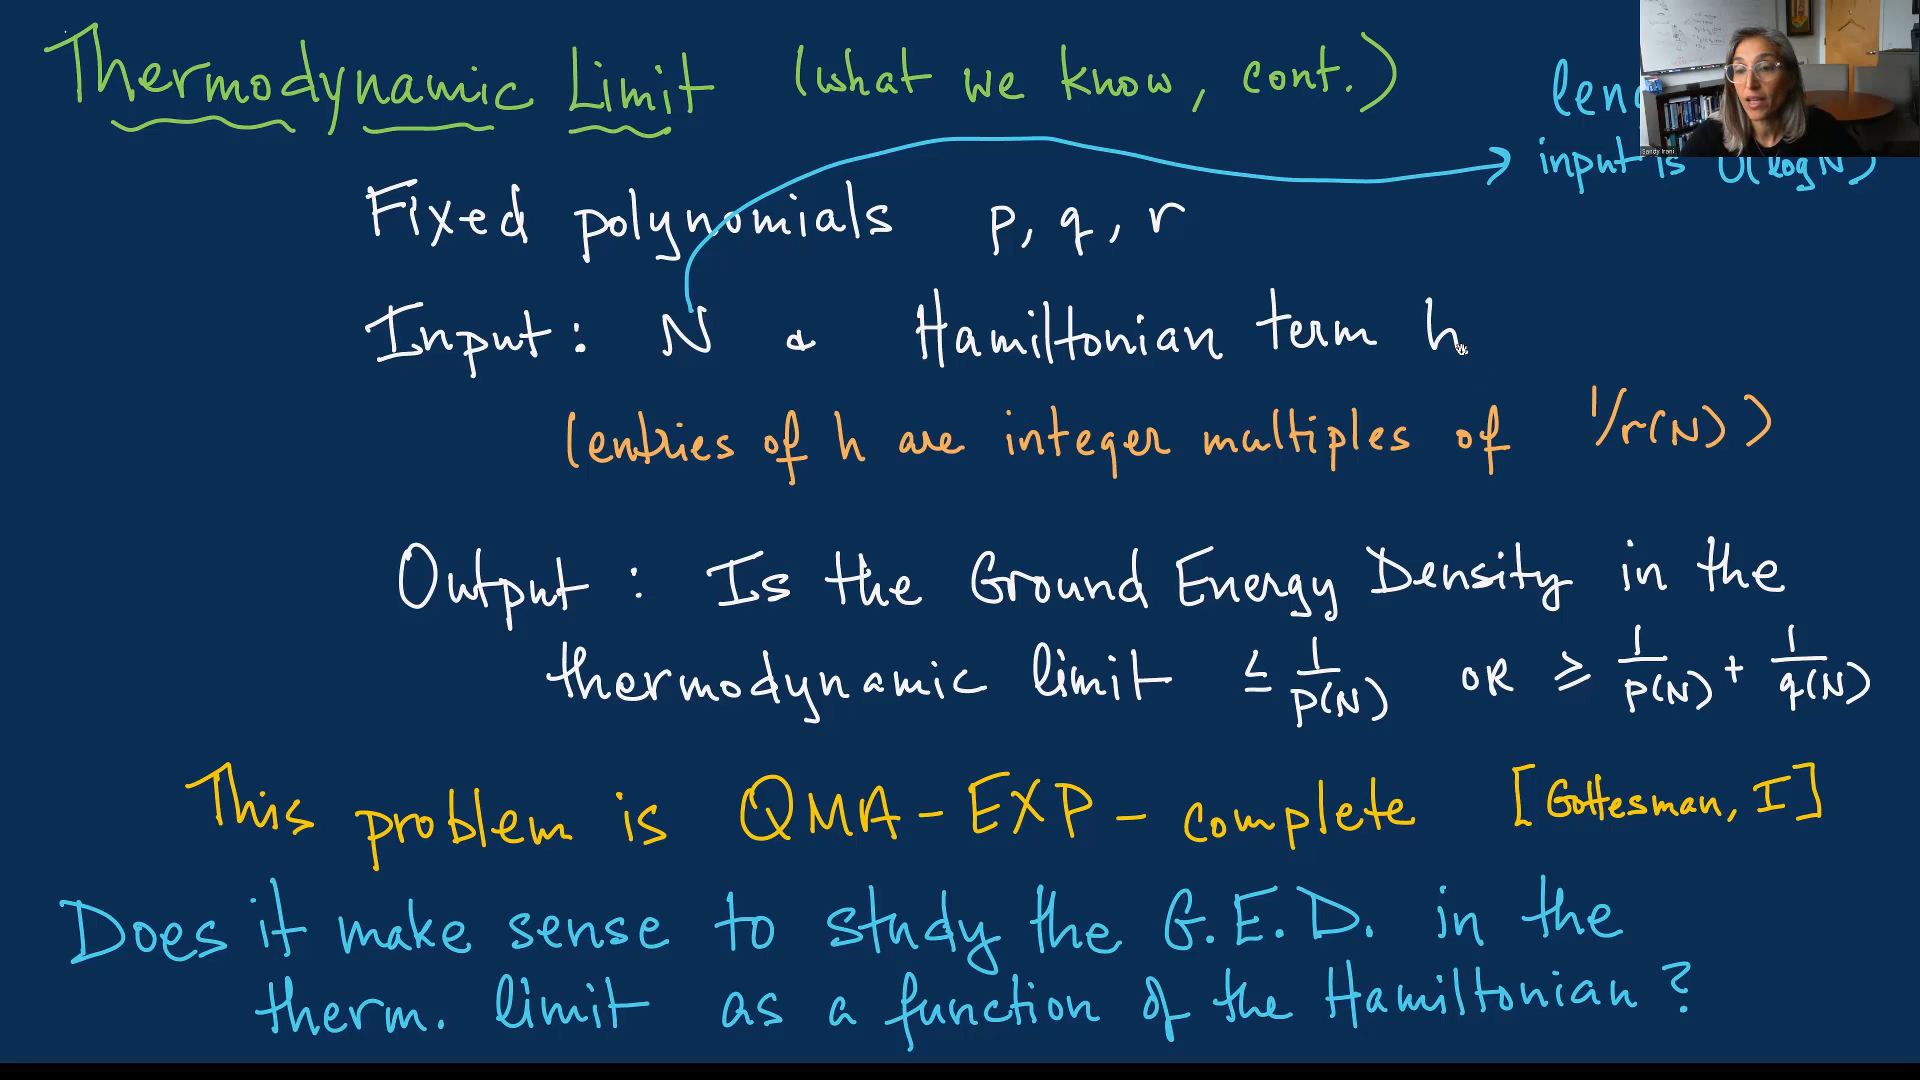 Thermodynamic Limit (what we know, cont.)
input is O(log N)
Fixed polynomials p, q, r
Input: N & Hamiltonian term h
(entries of h are integer multiples of 1/r(N))
Output: Is the Ground Energy Density in the
thermodynamic limit ≤ 1/p(N) OR ≥ 1/p(N) + 1/q(N)
This problem is QMA-EXP-complete [Gottesman, I]
Does it make sense to study the G.E.D. in the
therm. limit as a function of the Hamiltonian?
Sandy Irani